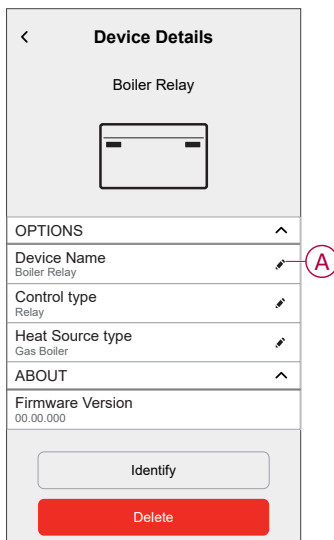 Device Details
Boiler Relay
OPTIONS
Device Name
Boiler Relay
A
Control type
Relay
Heat Source type
Gas Boiler
ABOUT
Firmware Version
00.00.000
Identify
Delete